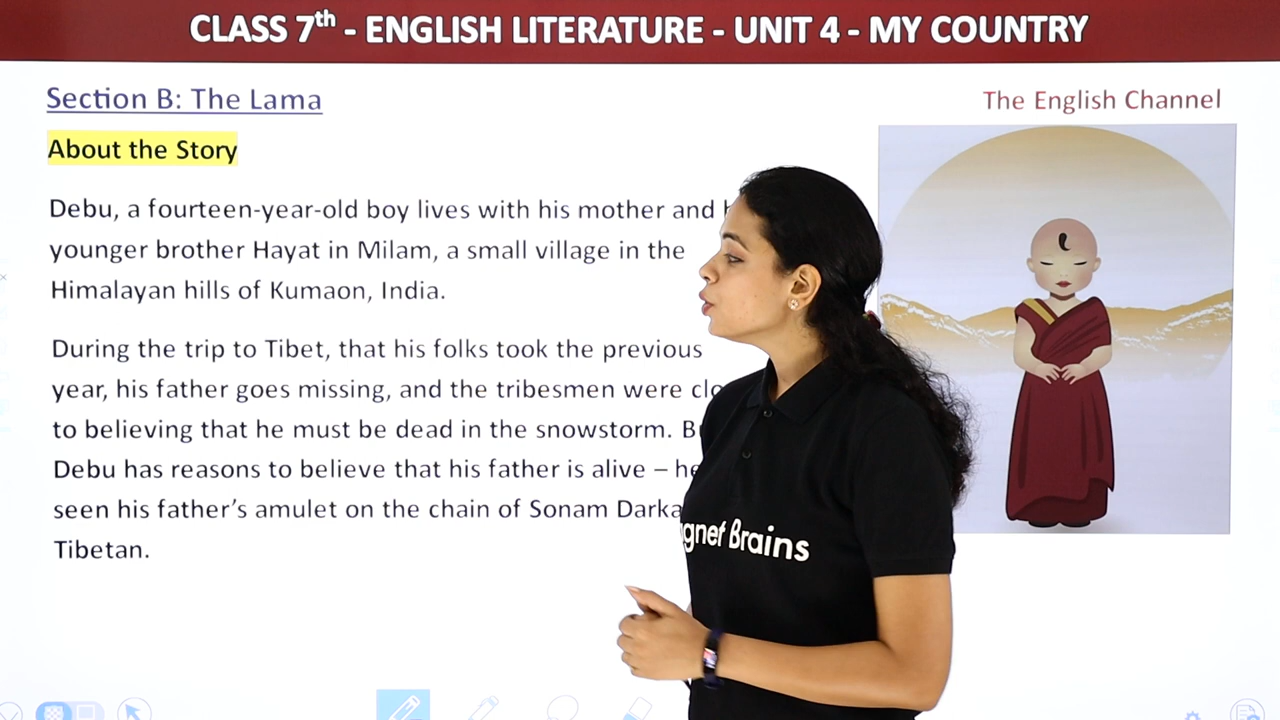 CLASS 7th - ENGLISH LITERATURE - UNIT 4 - MY COUNTRY
Section B: The Lama
The English Channel
About the Story
Debu, a fourteen-year-old boy lives with his mother and
younger brother Hayat in Milam, a small village in the
Himalayan hills of Kumaon, India.
During the trip to Tibet, that his folks took the previous
year, his father goes missing, and the tribesmen were
to believing that he must be dead in the snowstorm.
Debu has reasons to believe that his father is alive – he
seen his father's amulet on the chain of Sonam
Tibetan.
Brains